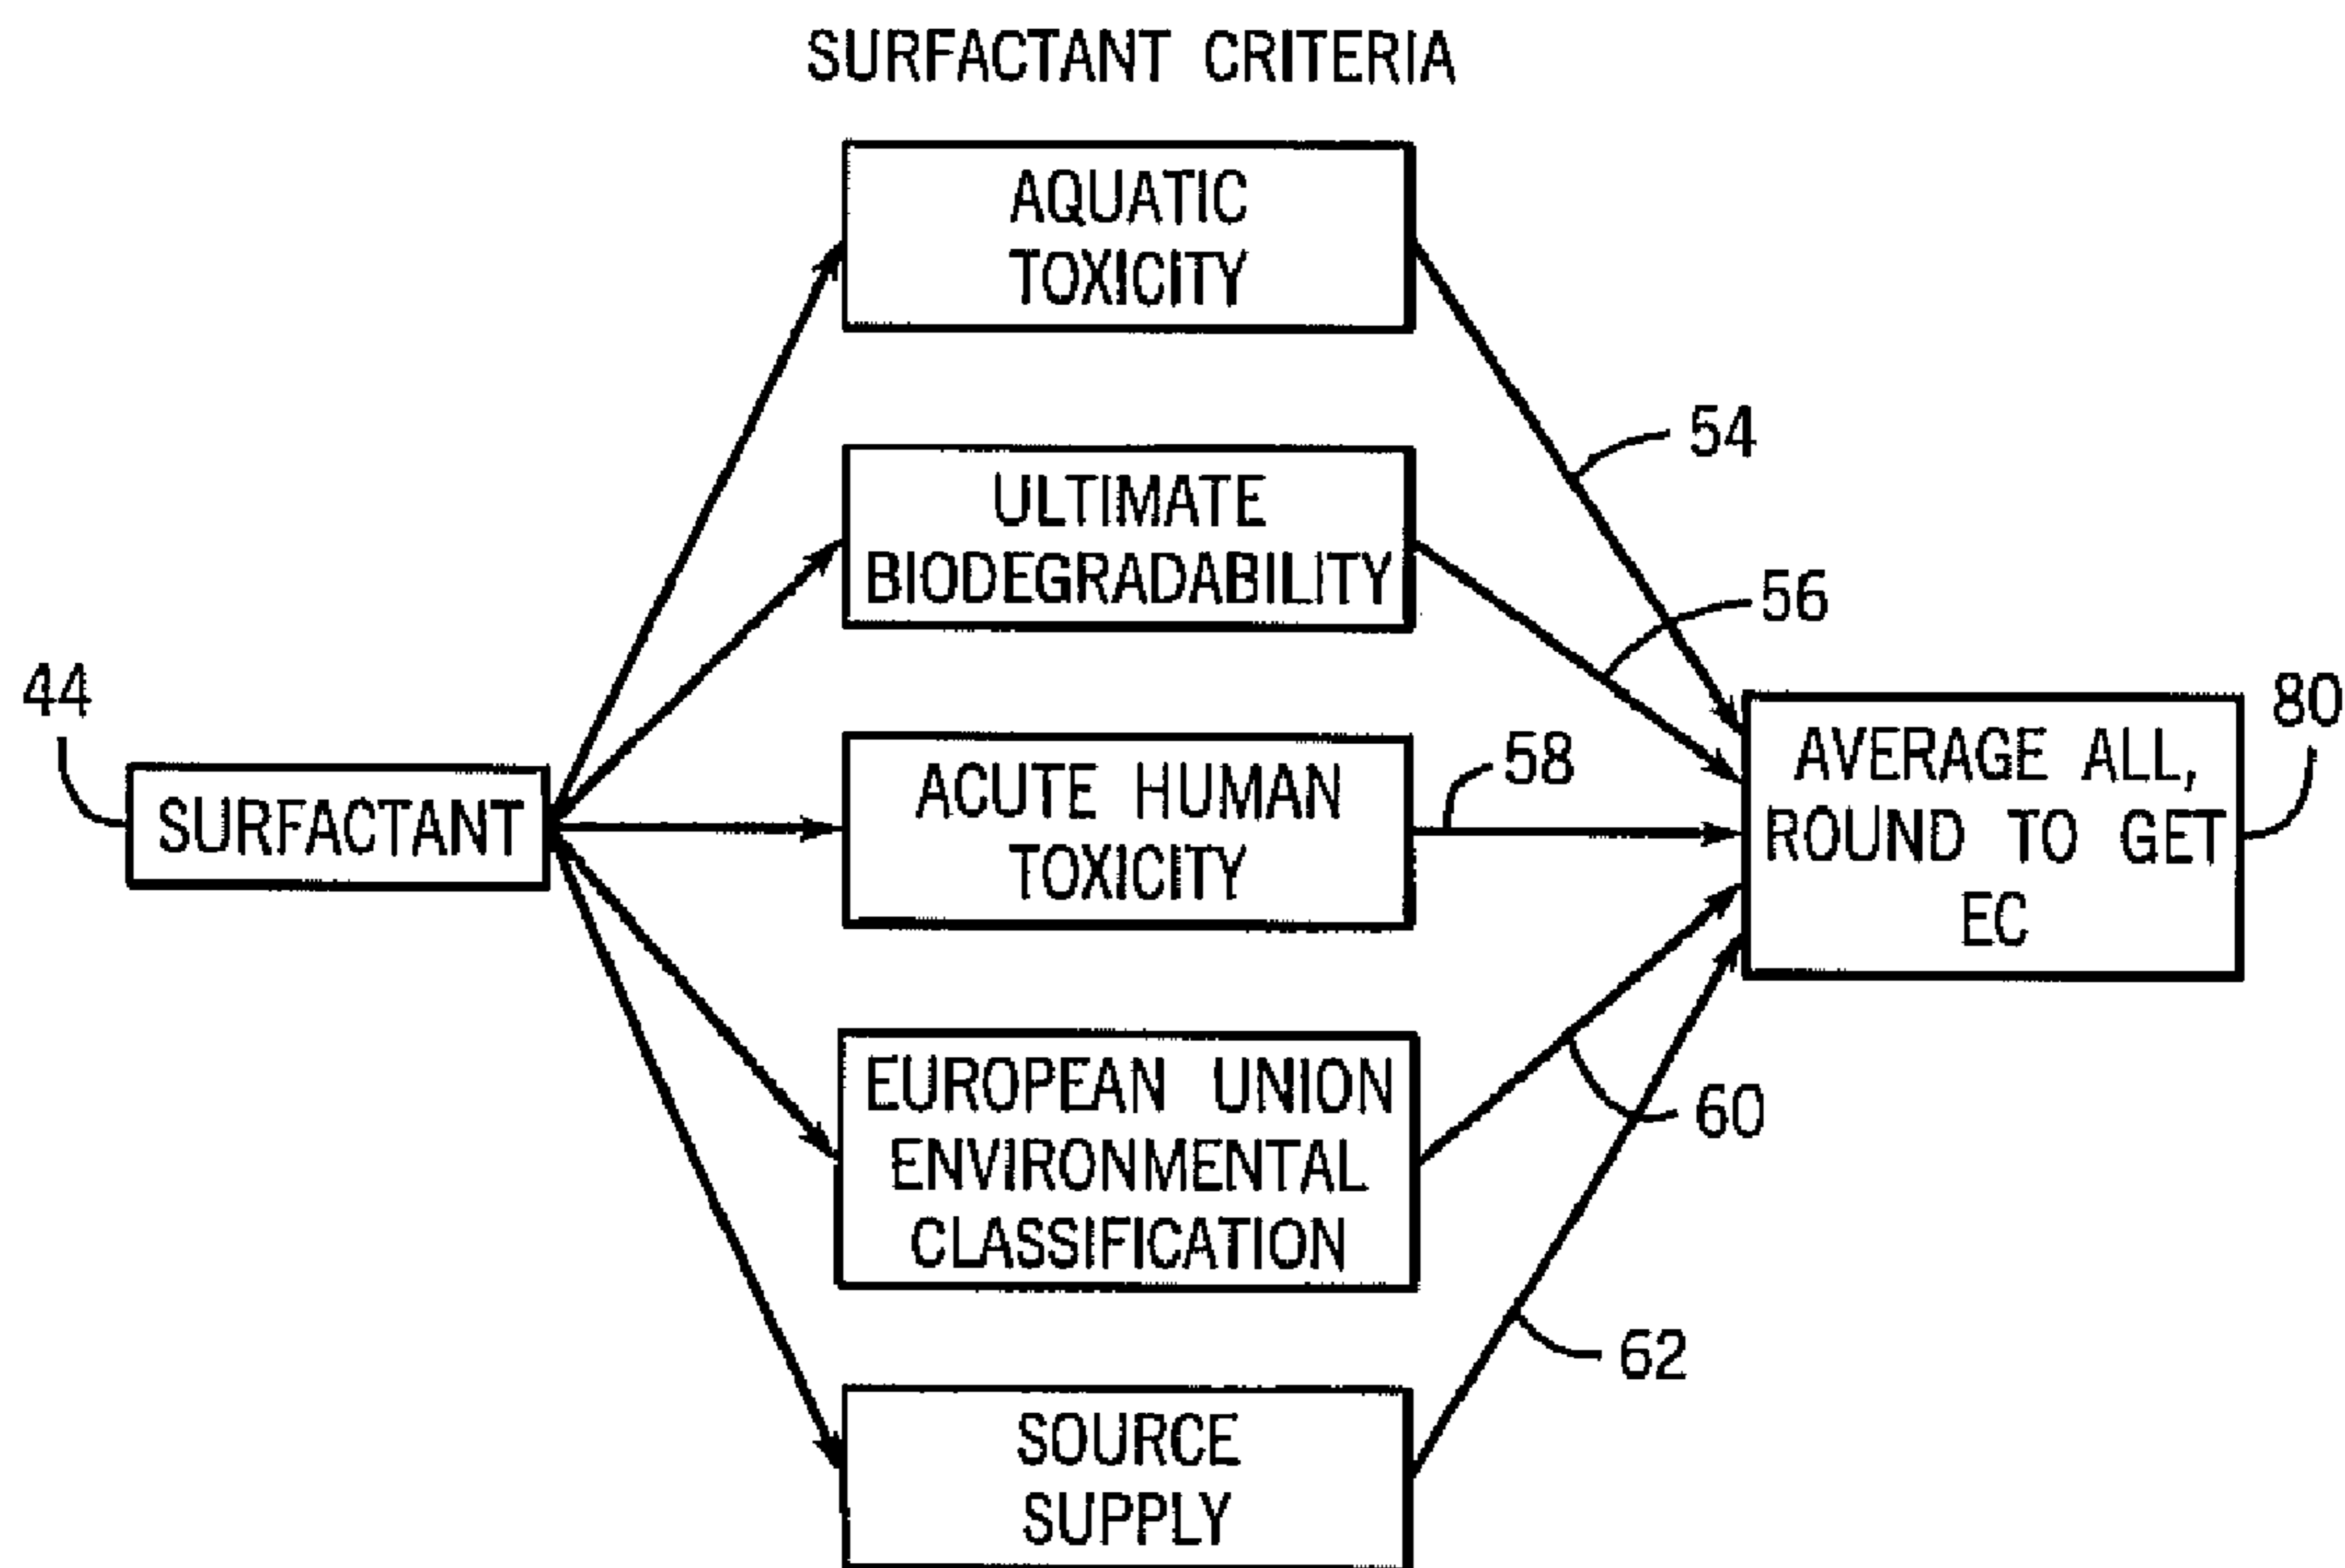 SURFACTANT CRITERIA
AQUATIC
TOXICITY
54
ULTIMATE
BIODEGRADABILITY
56
44
SURFACTANT
ACUTE HUMAN
TOXICITY
58
AVERAGE ALL,
ROUND TO GET
EC
80
EUROPEAN UNION
ENVIRONMENTAL
CLASSIFICATION
60
62
SOURCE
SUPPLY